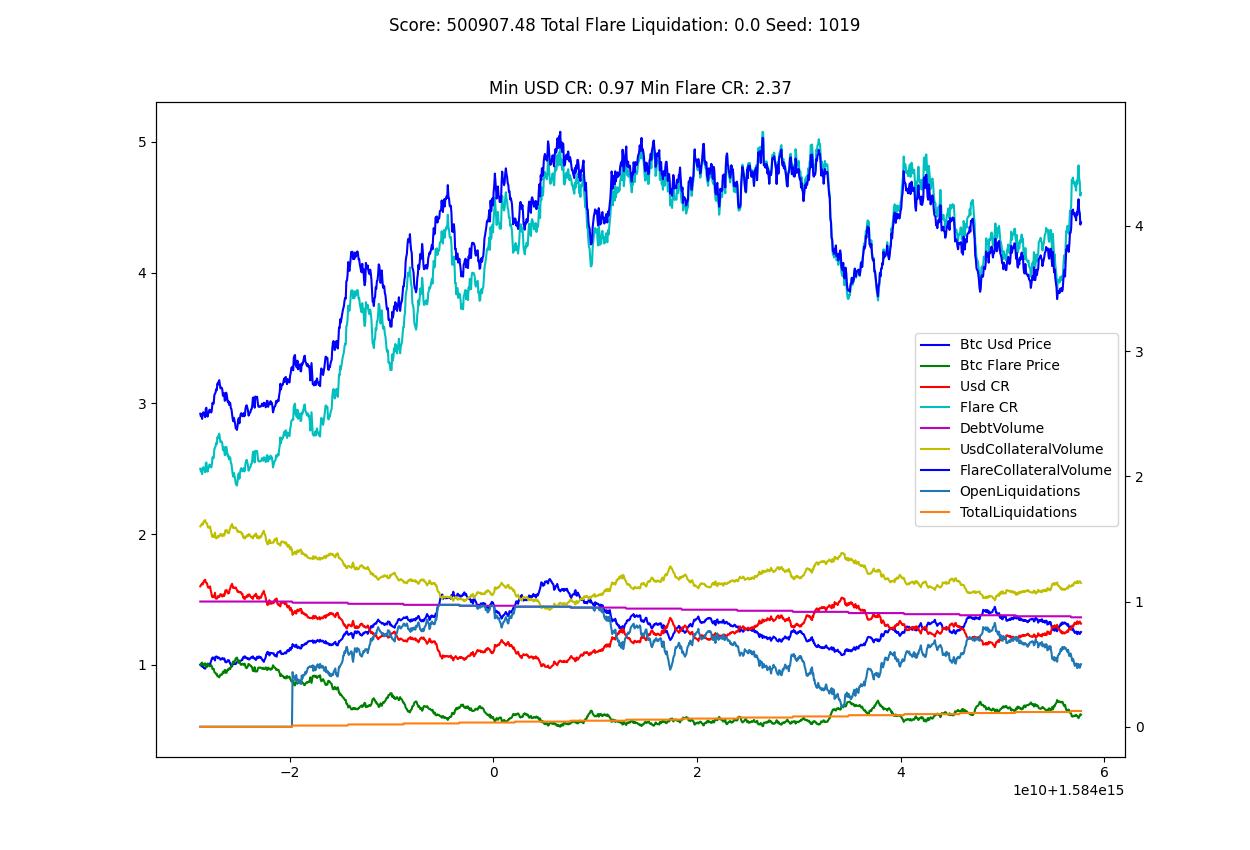 Score: 500907.48 Total Flare Liquidation: 0.0 Seed: 1019
Min USD CR: 0.97 Min Flare CR: 2.37
5
4
3
2
1
4
3
2
1
0
Btc Usd Price
Btc Flare Price
Usd CR
Flare CR
DebtVolume
UsdCollateralVolume
FlareCollateralVolume
OpenLiquidations
TotalLiquidations
−2 0 2 4 6
1e10+1.584e15